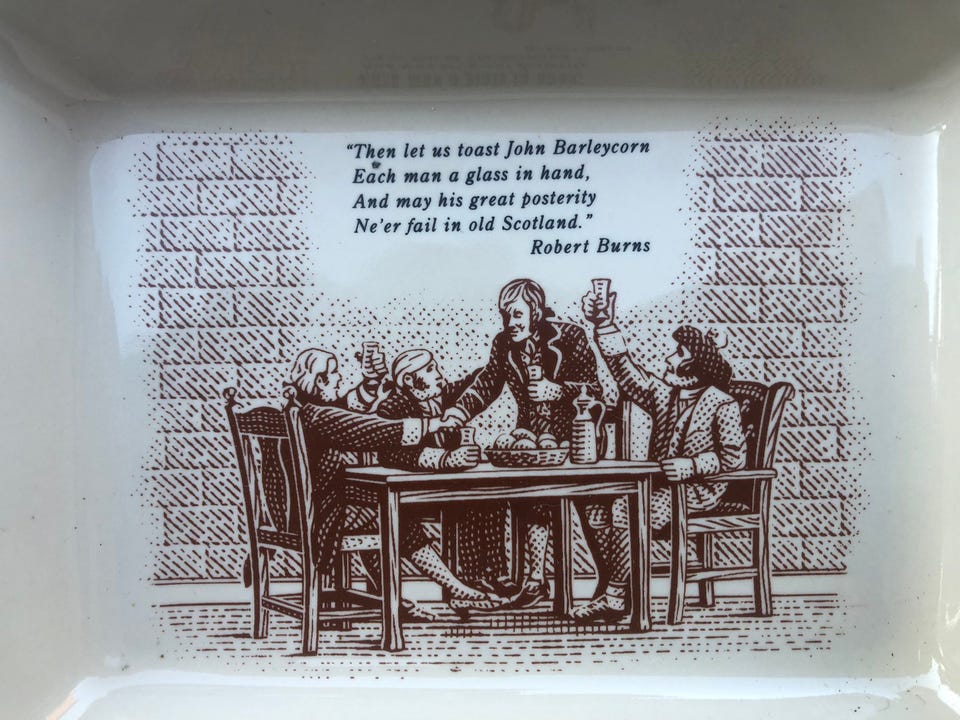 “Then let us toast John Barleycorn
Each man a glass in hand,
And may his great posterity
Ne’er fail in old Scotland.”
Robert Burns